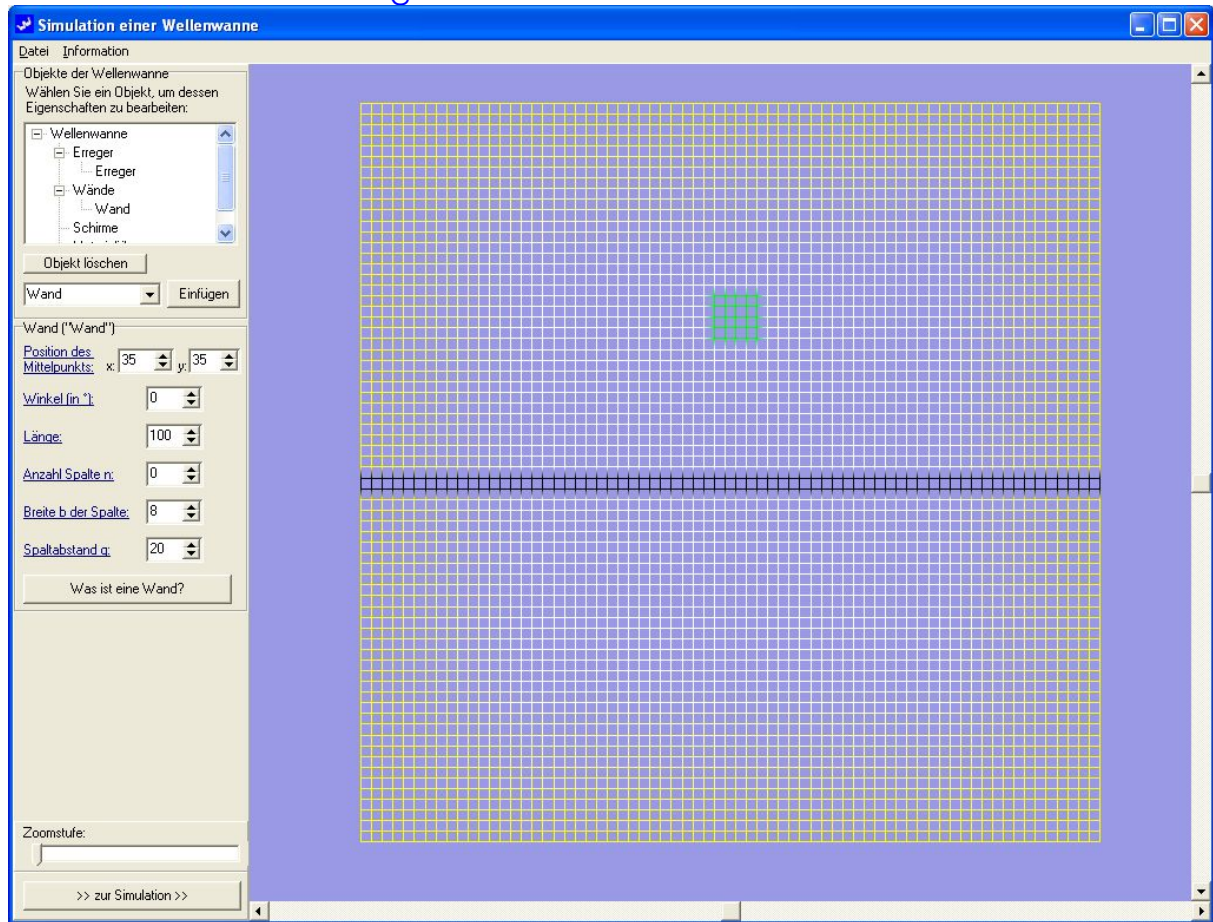 Simulation einer Wellenwanne
Datei Information
Objekte der Wellenwanne
Wählen Sie ein Objekt, um dessen
Eigenschaften zu bearbeiten:
Wellenwanne
Erreger
Erreger
Wände
Wand
Schirme
Objekt löschen
Wand Einfügen
Wand ("Wand")
Position des
Mittelpunkts: x: 35 y: 35
Winkel (in °): 0
Länge: 100
Anzahl Spalte n: 0
Breite b der Spalte: 8
Spaltabstand g: 20
Was ist eine Wand?
Zoomstufe:
>> zur Simulation >>